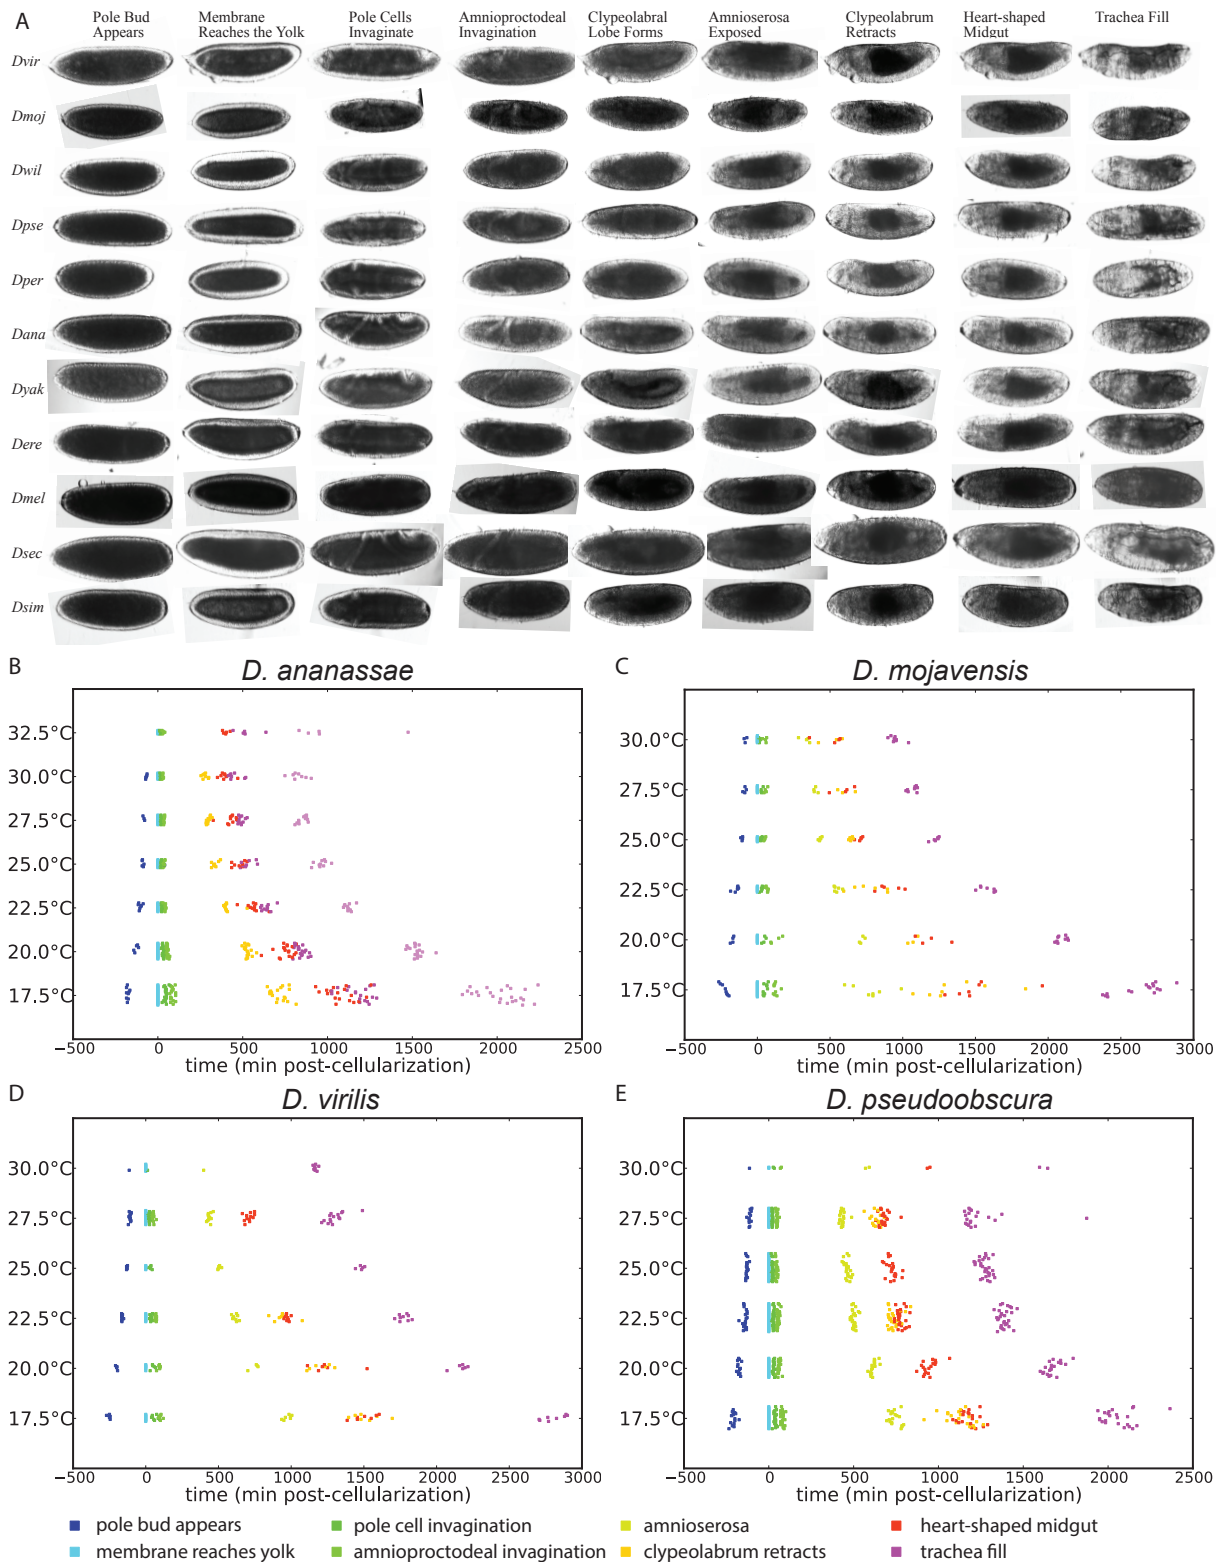 A
Pole Bud Appears
Membrane Reaches the Yolk
Pole Cells Invaginate
Amnioproctodeal Invagination
Clypeolabral Lobe Forms
Amnioserosa Exposed
Clypeolabrum Retracts
Heart-shaped Midgut
Trachea Fill
Dvir
Dmoj
Dwil
Dpse
Dper
Dana
Dyak
Dere
Dmel
Dsec
Dsim
B
D. ananassae
32.5°C
30.0°C
27.5°C
25.0°C
22.5°C
20.0°C
17.5°C
−500 0 500 1000 1500 2000 2500
time (min post-cellularization)
C
D. mojavensis
30.0°C
27.5°C
25.0°C
22.5°C
20.0°C
17.5°C
−500 0 500 1000 1500 2000 2500 3000
time (min post-cellularization)
D
D. virilis
30.0°C
27.5°C
25.0°C
22.5°C
20.0°C
17.5°C
−500 0 500 1000 1500 2000 2500 3000
time (min post-cellularization)
E
D. pseudoobscura
30.0°C
27.5°C
25.0°C
22.5°C
20.0°C
17.5°C
−500 0 500 1000 1500 2000 2500
time (min post-cellularization)
pole bud appears
pole cell invagination
amnioserosa
heart-shaped midgut
membrane reaches yolk
amnioproctodeal invagination
clypeolabrum retracts
trachea fill